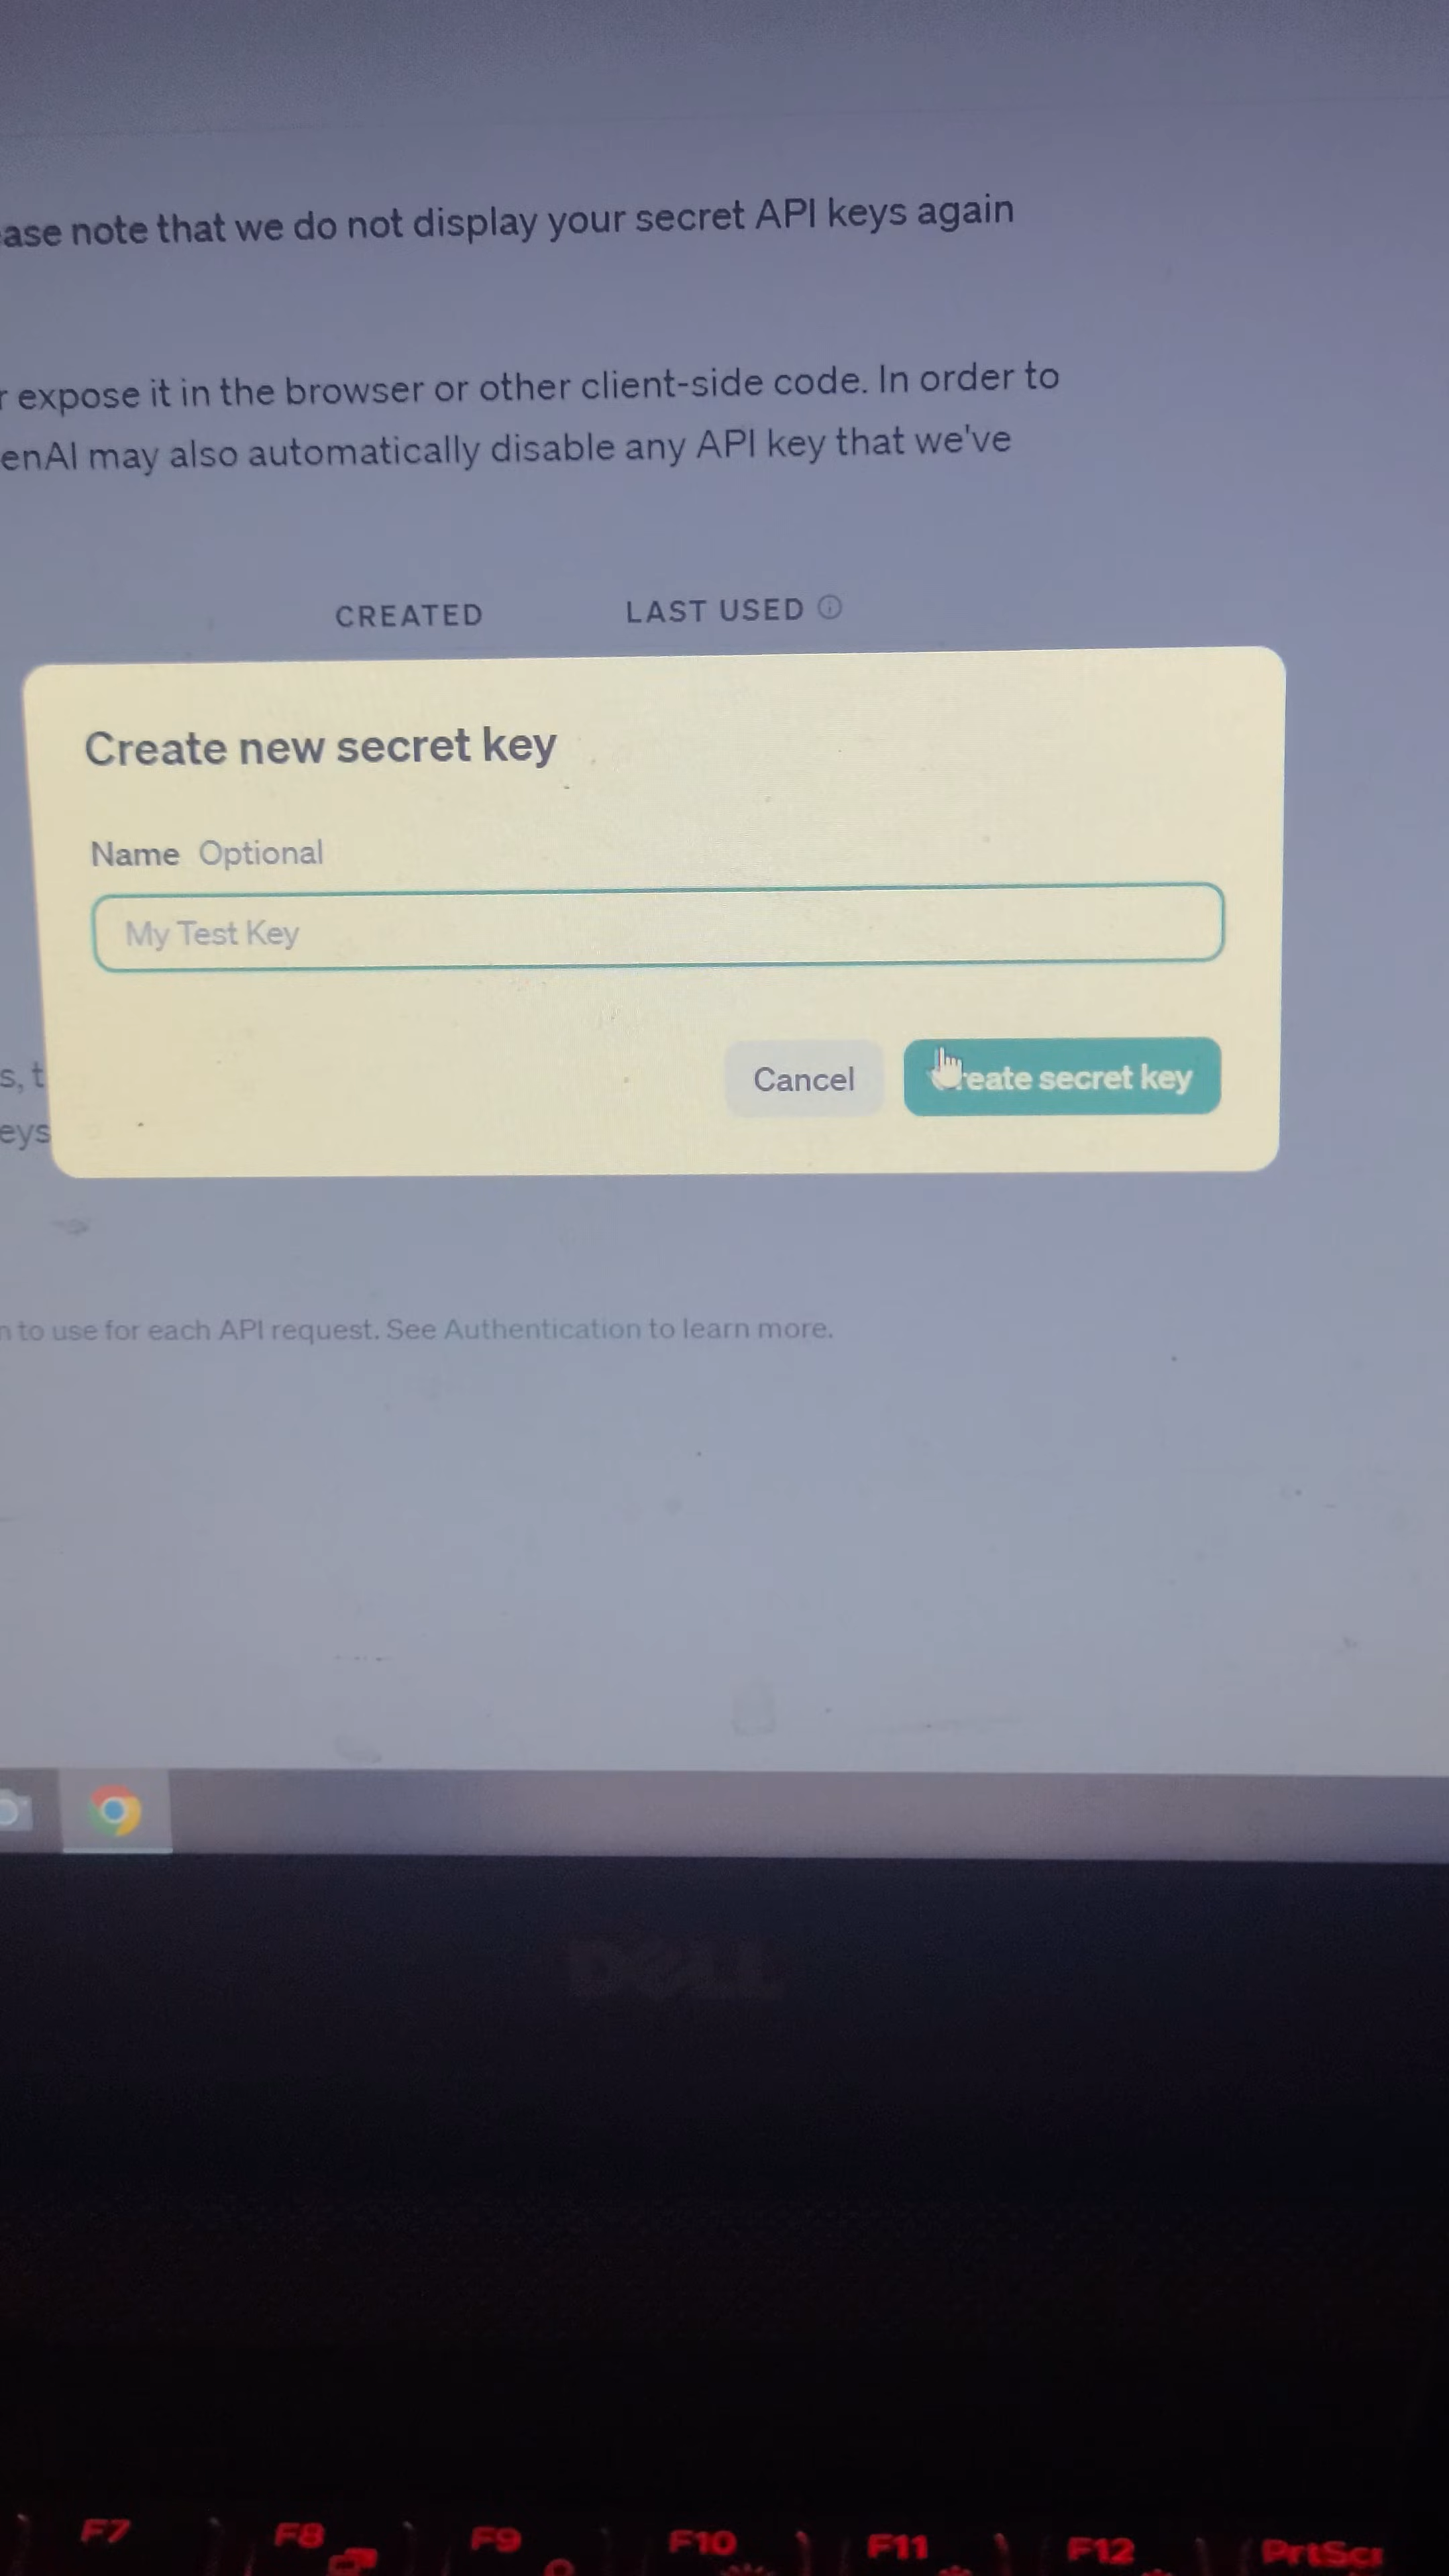 ase note that we do not display your secret API keys again
r expose it in the browser or other client-side code. In order to
enAI may also automatically disable any API key that we've
CREATED LAST USED
Create new secret key
Name Optional
My Test Key
s, t
eys
Cancel reate secret key
n to use for each API request. See Authentication to learn more.
DELL
F7 F8 F9 F10 F11 F12 PrtScr